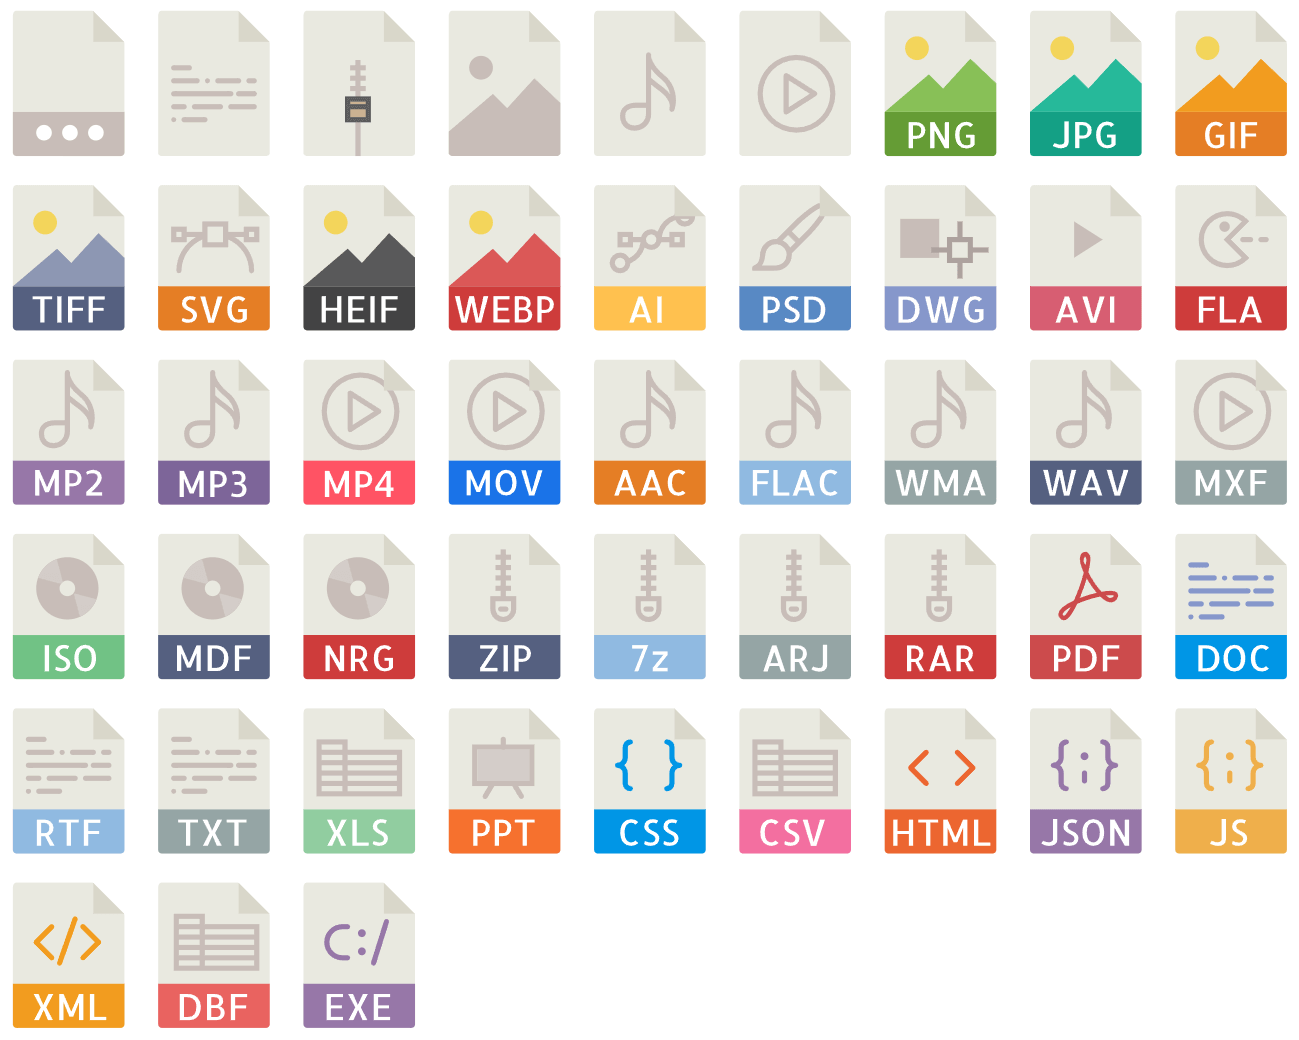 PNG JPG GIF
TIFF SVG HEIF WEBP AI PSD DWG AVI FLA
MP2 MP3 MP4 MOV AAC FLAC WMA WAV MXF
ISO MDF NRG ZIP 7z ARJ RAR PDF DOC
{ } < > {;} {;}
RTF TXT XLS PPT CSS CSV HTML JSON JS
</> C:/
XML DBF EXE